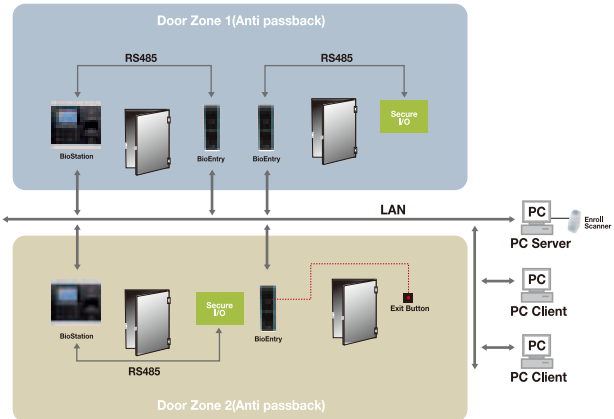 Door Zone 1(Anti passback)
RS485
RS485
Secure
I/O
BioStation
BioEntry
BioEntry
LAN
PC
Enroll
Scanner
PC Server
Secure
I/O
PC
BioStation
BioEntry
Exit Button
PC Client
RS485
PC
PC Client
Door Zone 2(Anti passback)